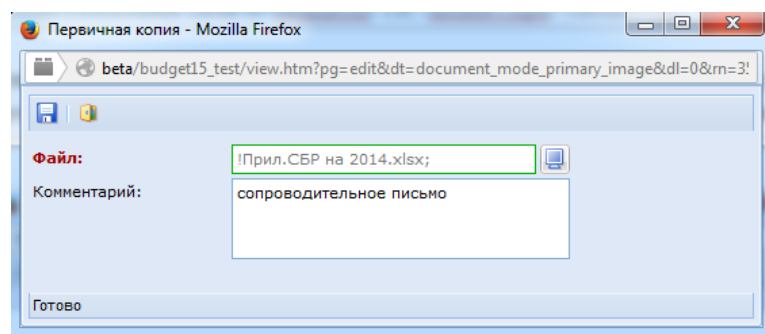 Первичная копия - Mozilla Firefox
beta/budget15_test/view.htm?pg=edit&dt=document_mode_primary_image&dl=0&rn=3
Файл:
!Прил.СБР на 2014.xlsx;
Комментарий:
сопроводительное письмо
Готово